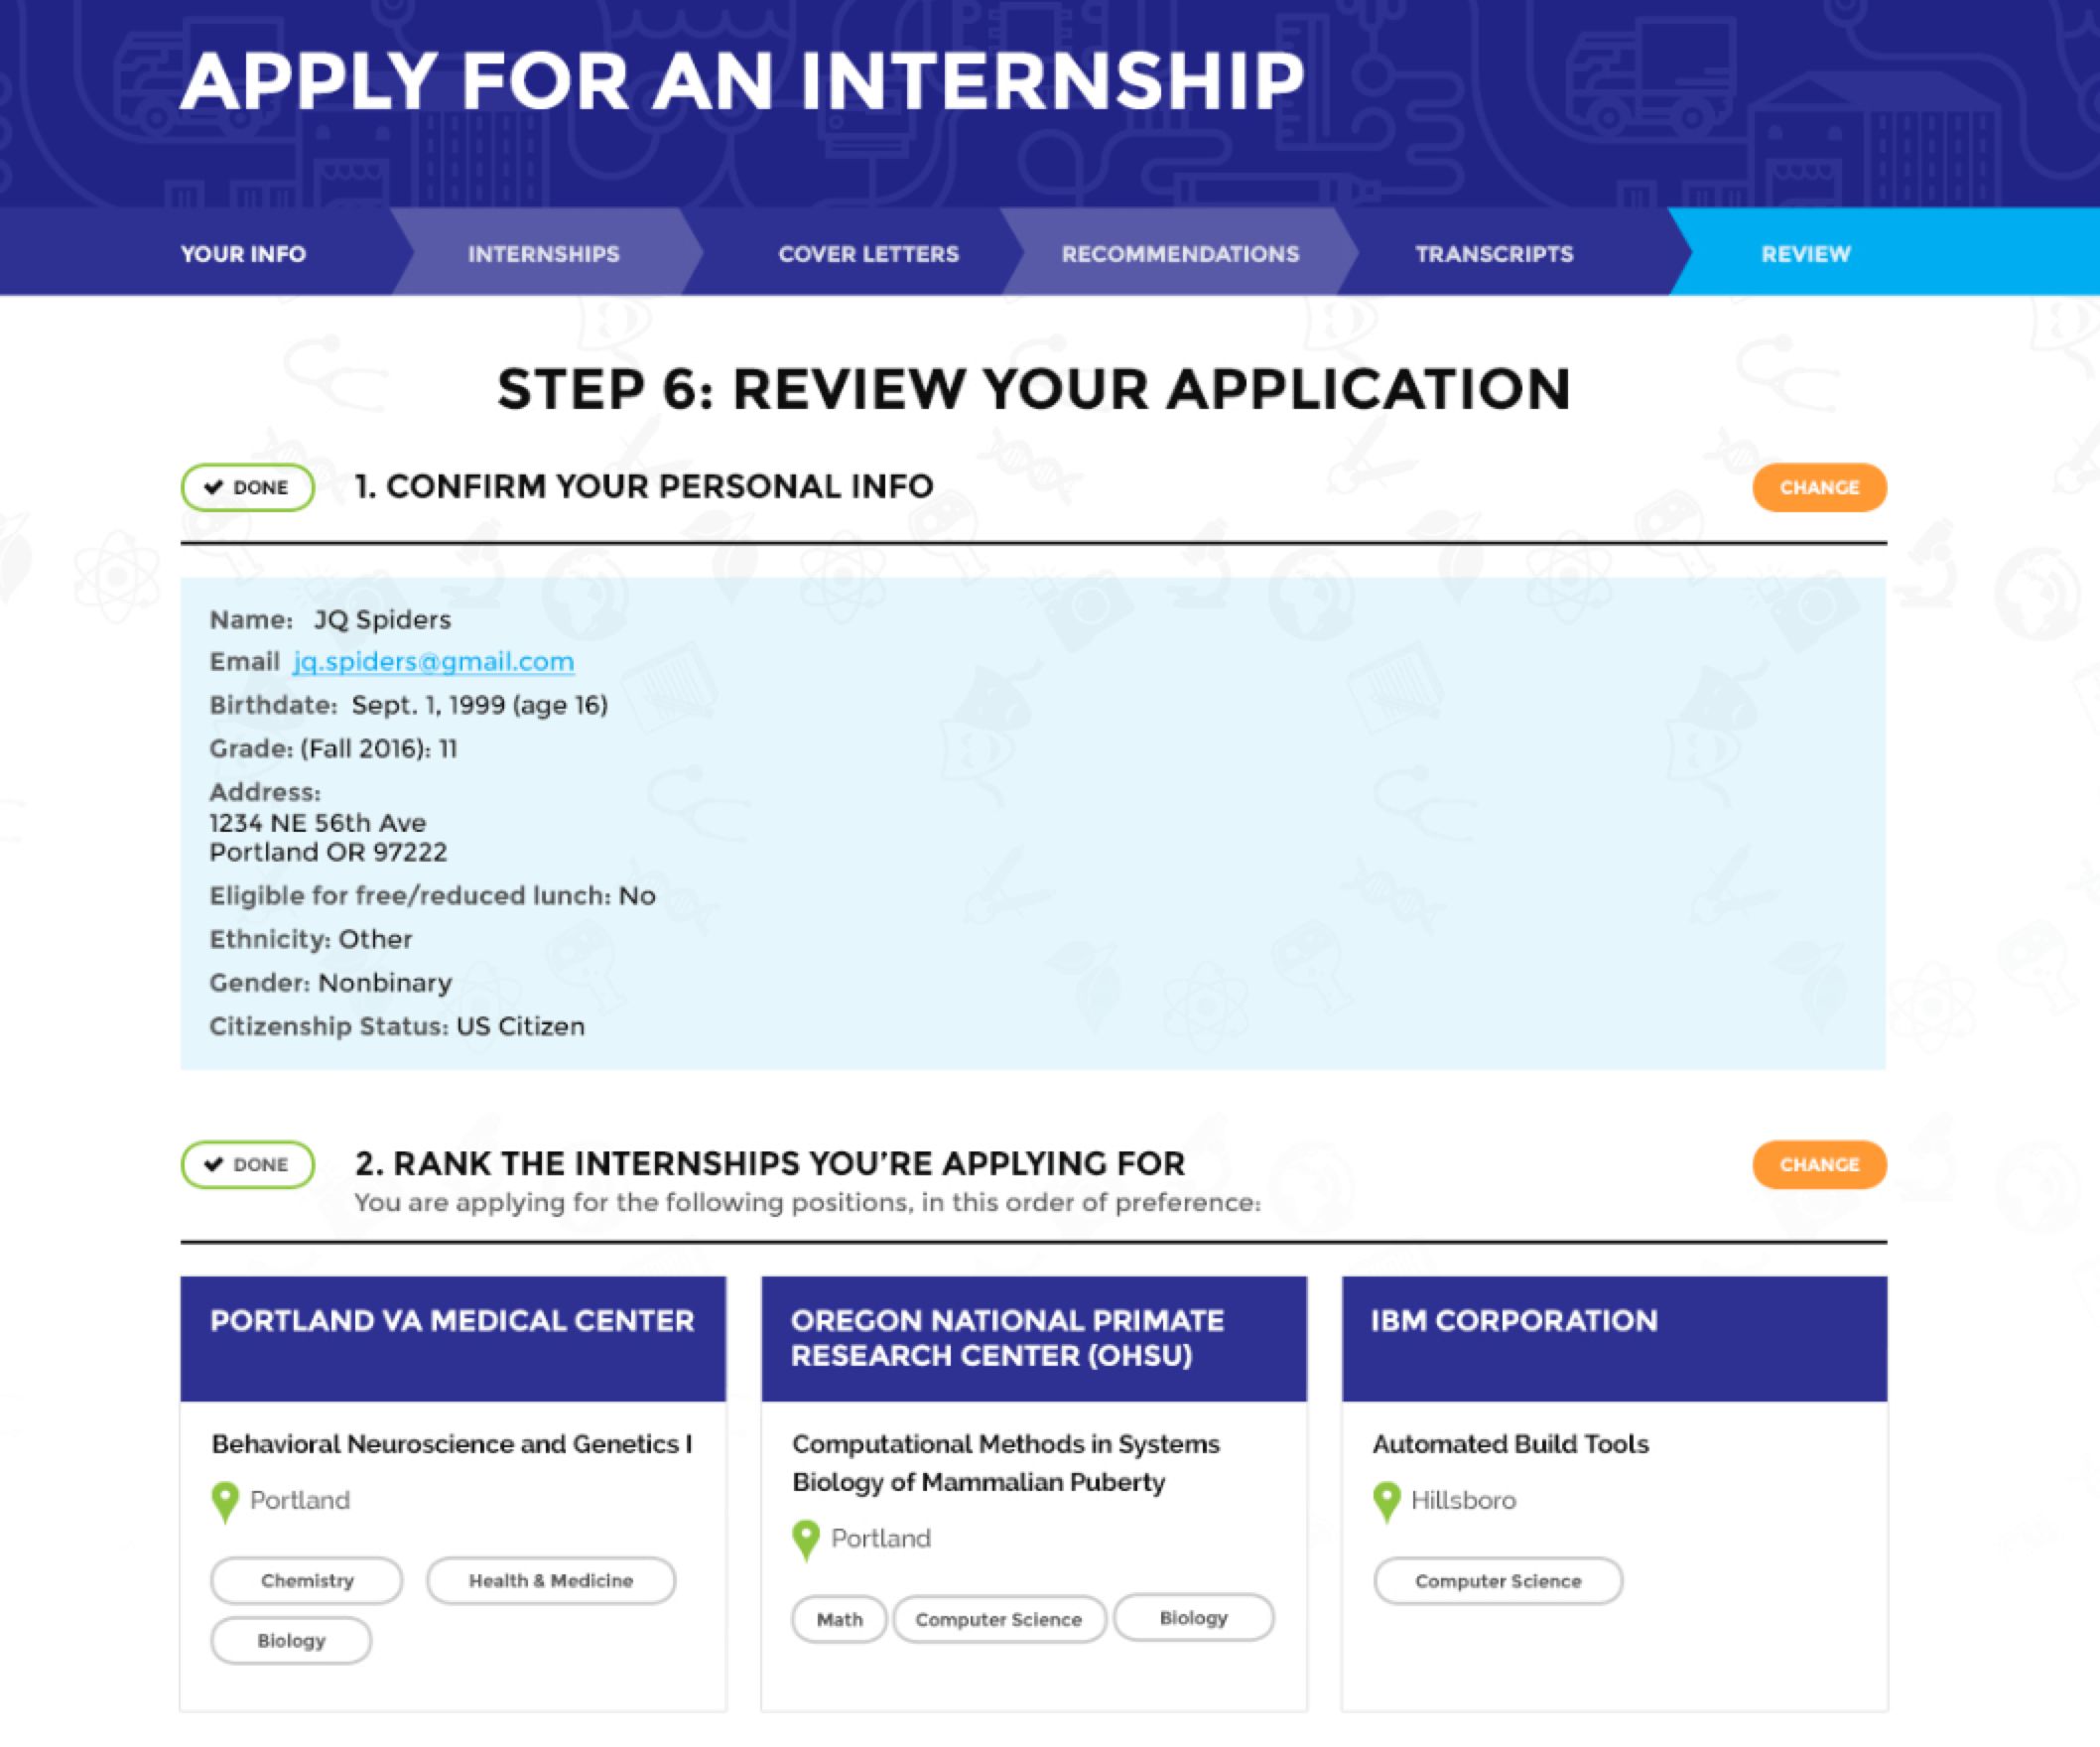 APPLY FOR AN INTERNSHIP
YOUR INFO
INTERNSHIPS
COVER LETTERS
RECOMMENDATIONS
TRANSCRIPTS
REVIEW
STEP 6: REVIEW YOUR APPLICATION
DONE
1. CONFIRM YOUR PERSONAL INFO
CHANGE
Name: JQ Spiders
Email jq.spiders@gmail.com
Birthdate: Sept. 1, 1999 (age 16)
Grade: (Fall 2016): 11
Address:
1234 NE 56th Ave
Portland OR 97222
Eligible for free/reduced lunch: No
Ethnicity: Other
Gender: Nonbinary
Citizenship Status: US Citizen
DONE
2. RANK THE INTERNSHIPS YOU'RE APPLYING FOR
CHANGE
You are applying for the following positions, in this order of preference:
PORTLAND VA MEDICAL CENTER
Behavioral Neuroscience and Genetics I
Portland
Chemistry
Health & Medicine
Biology
OREGON NATIONAL PRIMATE
RESEARCH CENTER (OHSU)
Computational Methods in Systems
Biology of Mammalian Puberty
Portland
Math
Computer Science
Biology
IBM CORPORATION
Automated Build Tools
Hillsboro
Computer Science